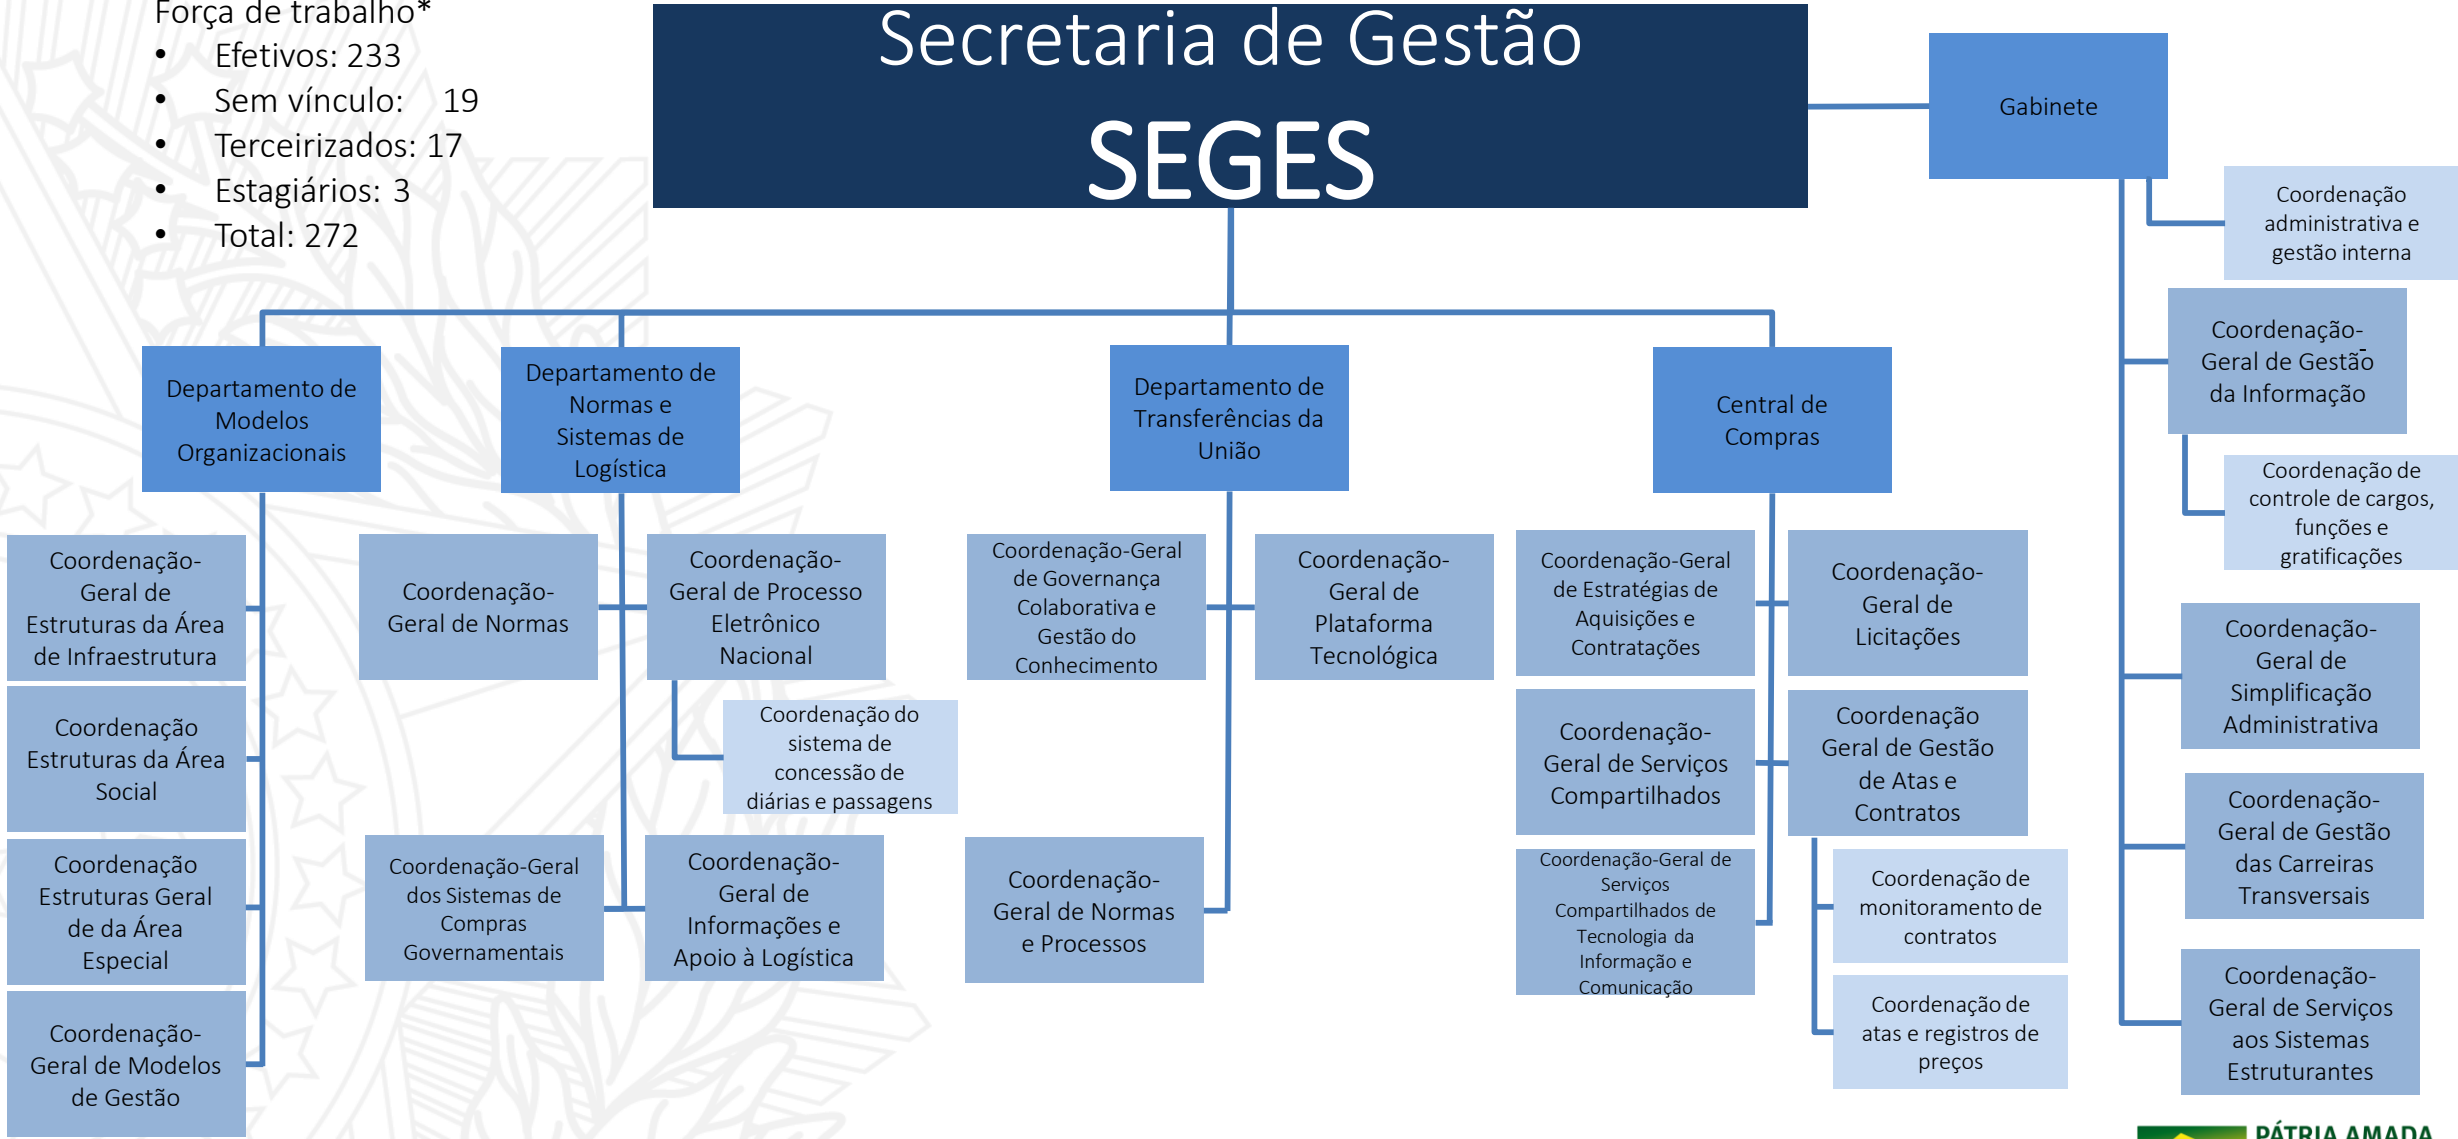 Força de trabalho*
• Efetivos: 233
• Sem vínculo: 19
• Terceirizados: 17
• Estagiários: 3
• Total: 272
Secretaria de Gestão
SEGES
Gabinete
Coordenação
administrativa e
gestão interna
Coordenação-
Geral de Gestão
da Informação
Coordenação de
controle de cargos,
funções e
gratificações
Coordenação-
Geral de
Simplificação
Administrativa
Coordenação-
Geral de Gestão
das Carreiras
Transversais
Coordenação-
Geral de Serviços
aos Sistemas
Estruturantes
Departamento de
Modelos
Organizacionais
Coordenação-
Geral de
Estruturas da Área
de Infraestrutura
Coordenação
Estruturas da Área
Social
Coordenação
Estruturas Geral
de da Área
Especial
Coordenação-
Geral de Modelos
de Gestão
Departamento de
Normas e
Sistemas de
Logística
Coordenação-
Geral de Normas
Coordenação-
Geral de Processo
Eletrônico
Nacional
Coordenação do
sistema de
concessão de
diárias e passagens
Coordenação-Geral
dos Sistemas de
Compras
Governamentais
Coordenação-
Geral de
Informações e
Apoio à Logística
Departamento de
Transferências da
União
Coordenação-Geral
de Governança
Colaborativa e
Gestão do
Conhecimento
Coordenação-
Geral de
Plataforma
Tecnológica
Coordenação-
Geral de Normas
e Processos
Central de
Compras
Coordenação-Geral
de Estratégias de
Aquisições e
Contratações
Coordenação-
Geral de
Licitações
Coordenação-
Geral de Serviços
Compartilhados
Coordenação
Geral de Gestão
de Atas e
Contratos
Coordenação-Geral de
Serviços
Compartilhados de
Tecnologia da
Informação e
Comunicação
Coordenação de
monitoramento de
contratos
Coordenação de
atas e registros de
preços
PÁTRIA AMADA